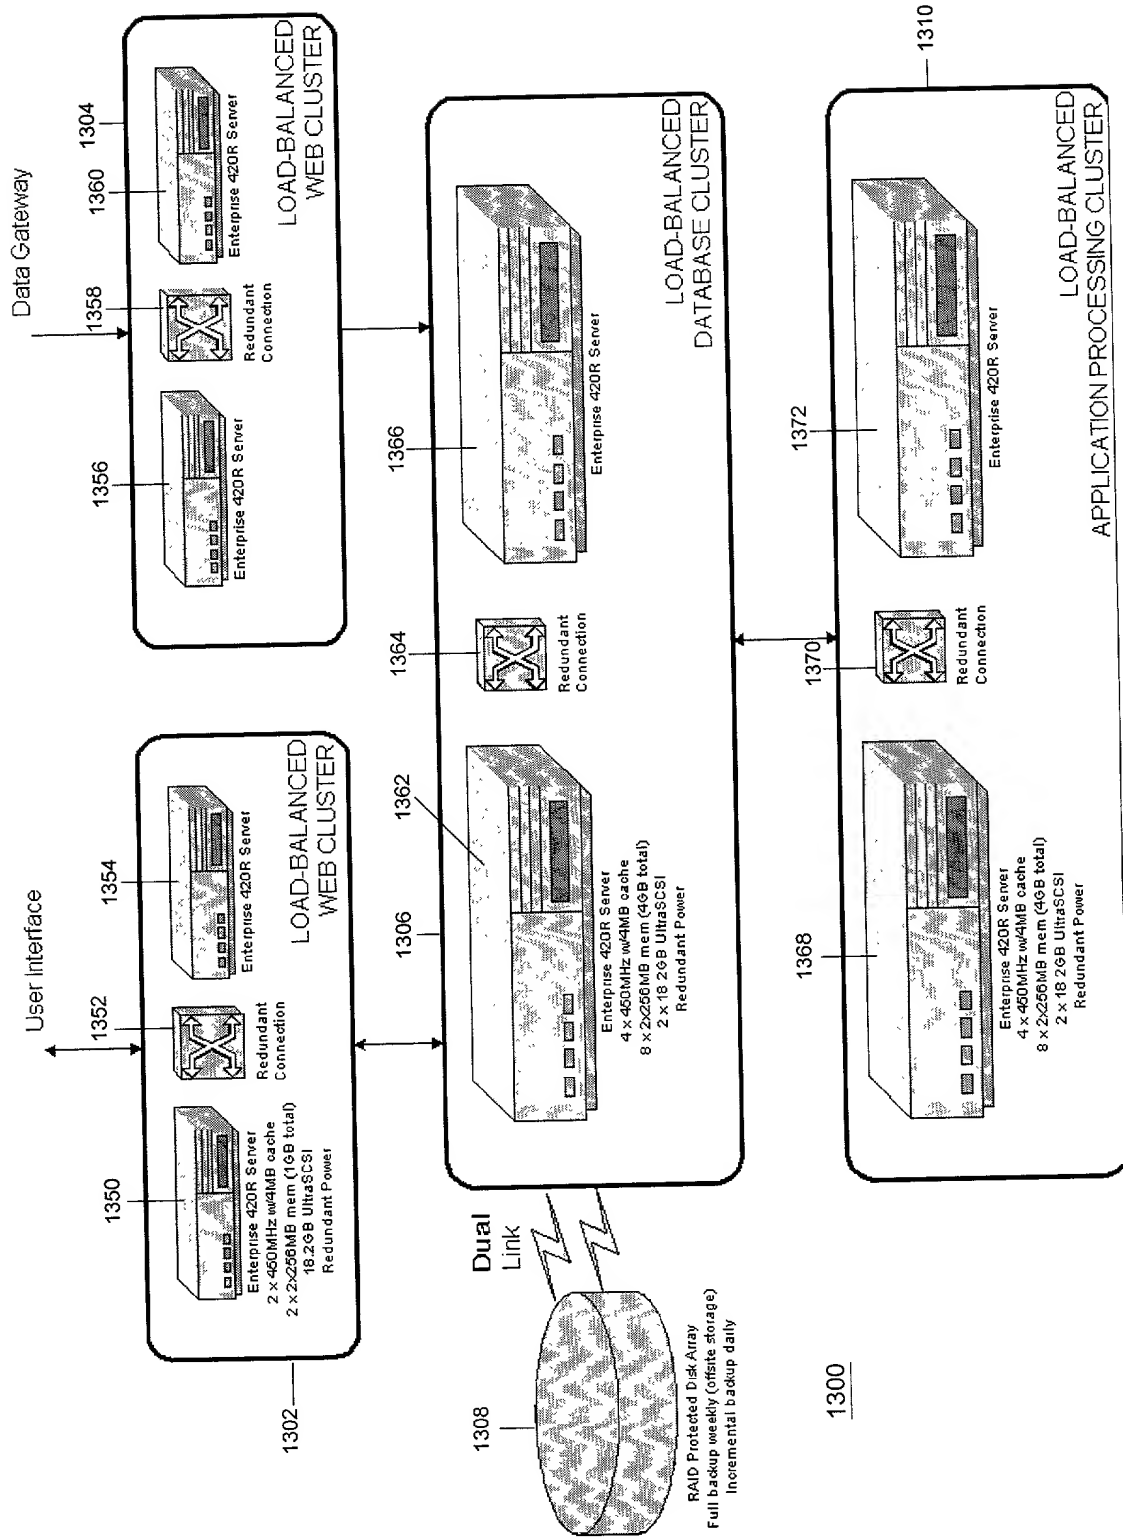 User Interface
Data Gateway
1350
1352
1354
1356
1358
1360
1304
Enterprise 420R Server
2 x 450MHz w/4MB cache
2 x 2x256MB mem (1GB total)
18.2GB UltraSCSI
Redundant Power
Redundant
Connection
Enterprise 420R Server
LOAD-BALANCED
WEB CLUSTER
1302
Enterprise 420R Server
Redundant
Connection
Enterprise 420R Server
LOAD-BALANCED
WEB CLUSTER
Dual
Link
1308
RAID Protected Disk Array
Full backup weekly (offsite storage)
Incremental backup daily
1306
1362
1364
1366
Enterprise 420R Server
4 x 450MHz w/4MB cache
8 x 2x256MB mem (4GB total)
2 x 18 2GB UltraSCSI
Redundant Power
Redundant
Connection
Enterprise 420R Server
LOAD-BALANCED
DATABASE CLUSTER
1368
1370
1372
1310
Enterprise 420R Server
4 x 450MHz w/4MB cache
8 x 2x256MB mem (4GB total)
2 x 18 2GB UltraSCSI
Redundant Power
Redundant
Connection
Enterprise 420R Server
LOAD-BALANCED
APPLICATION PROCESSING CLUSTER
1300